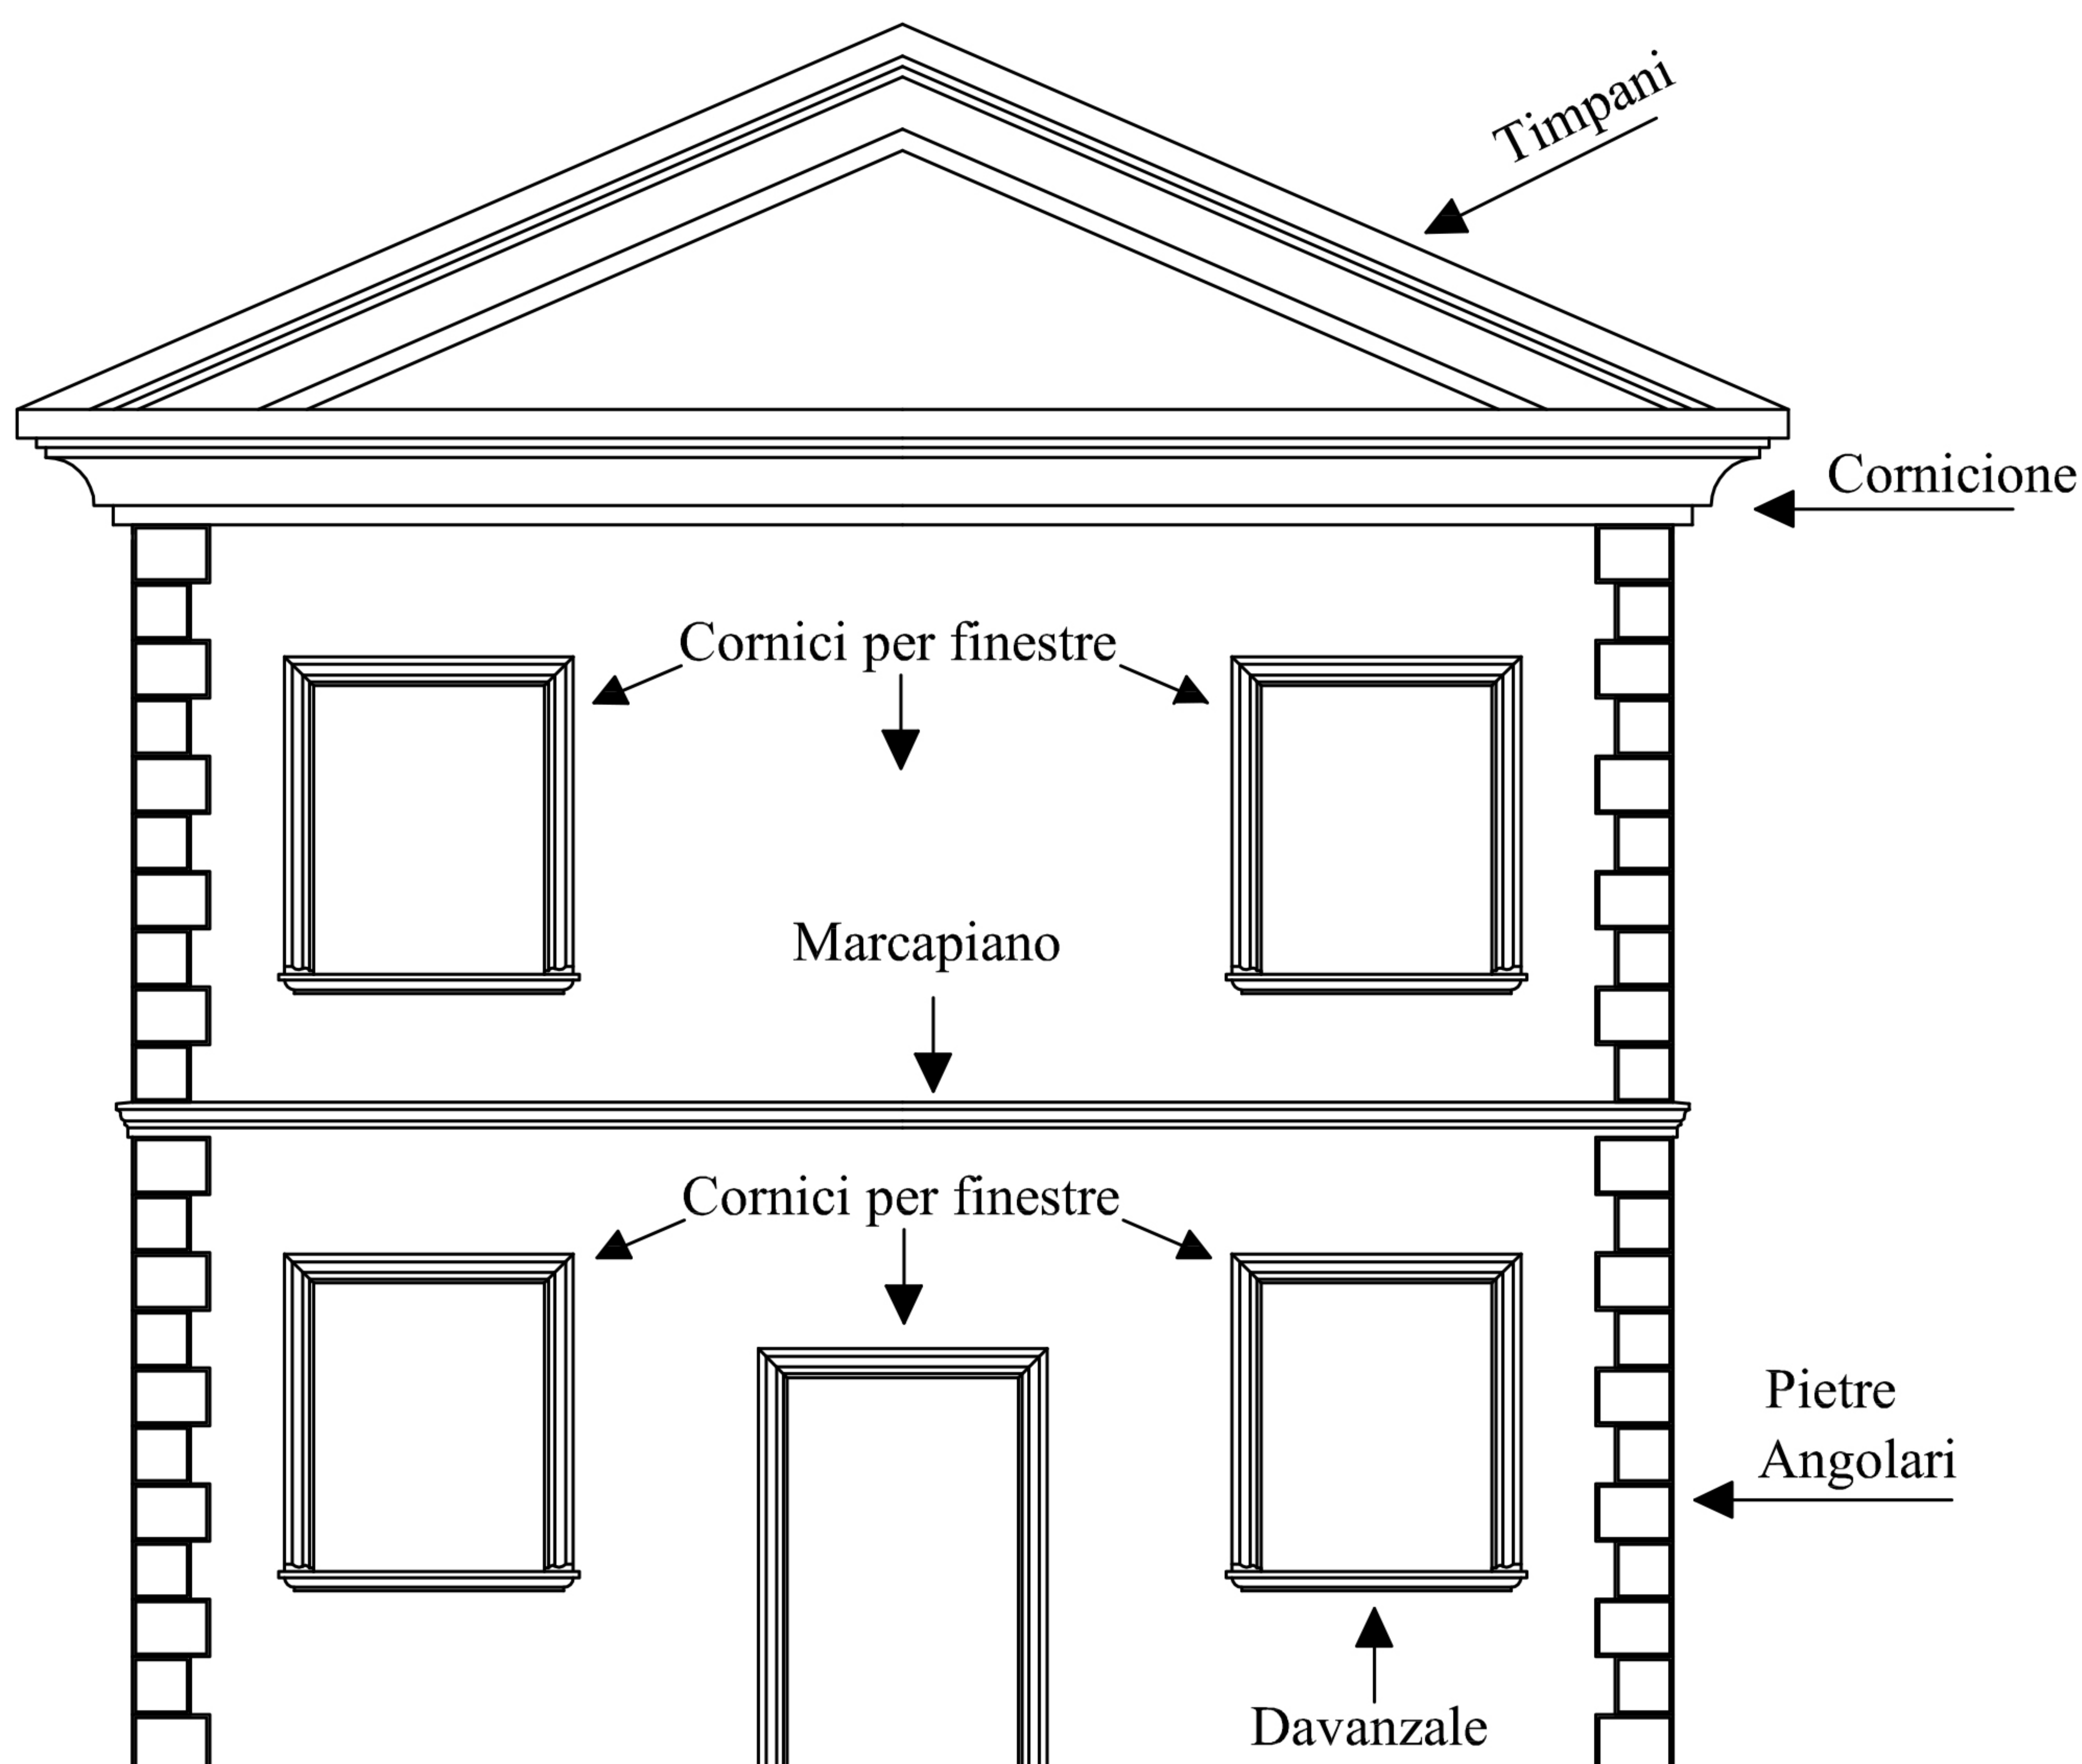 Timpani
Cornicione
Cornici per finestre
Marcapiano
Cornici per finestre
Pietre
Angolari
Davanzale